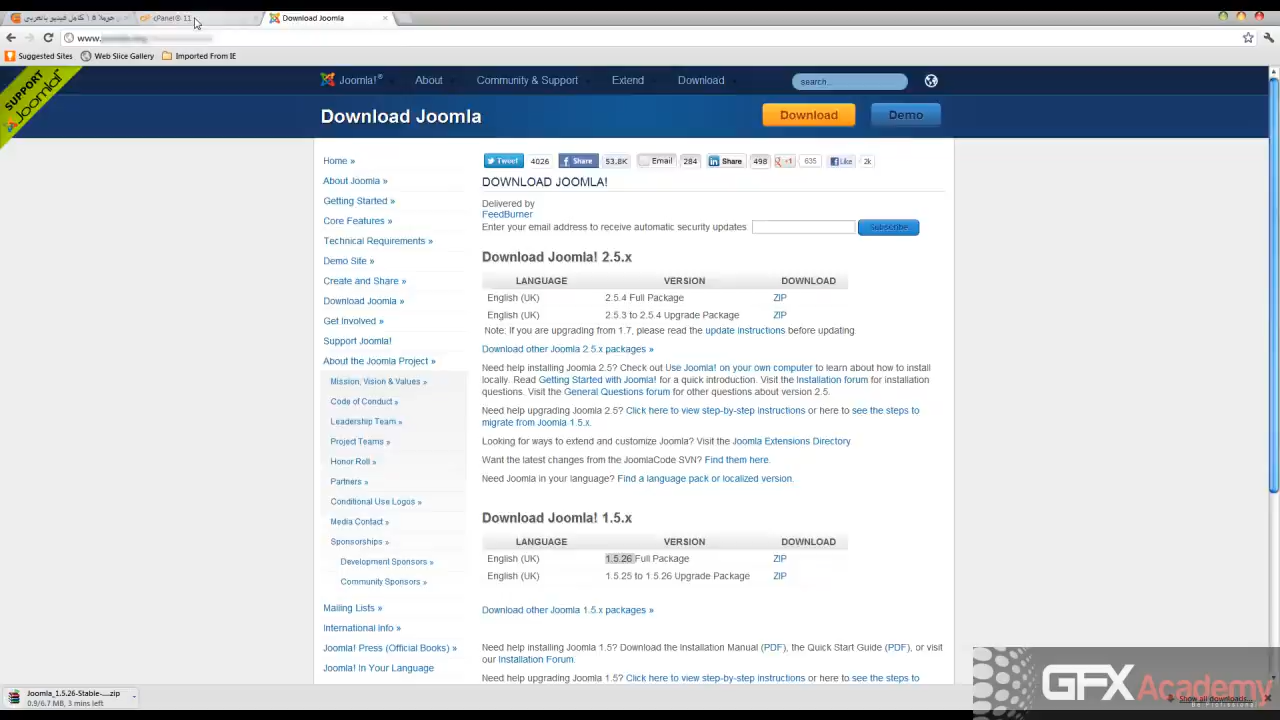 cPanel® 11
Download Joomla
www.
Suggested Sites
Web Slice Gallery
Imported From IE
SUPPORT
Joomla!
Joomla!®
About
Community & Support
Extend
Download
search...
Download Joomla
Download
Demo
Home »
About Joomla »
Getting Started »
Core Features »
Technical Requirements »
Demo Site »
Create and Share »
Download Joomla »
Get Involved »
Support Joomla!
About the Joomla Project »
Mission, Vision & Values »
Code of Conduct »
Leadership Team »
Project Teams »
Honor Roll »
Partners »
Conditional Use Logos »
Media Contact »
Sponsorships »
Development Sponsors »
Community Sponsors »
Mailing Lists »
International Info »
Joomla! Press (Official Books) »
Joomla! In Your Language
Tweet 4026 Share 53.8K Email 284 Share 498 +1 635 Like 2k
DOWNLOAD JOOMLA!
Delivered by
FeedBurner
Enter your email address to receive automatic security updates
Subscribe
Download Joomla! 2.5.x
LANGUAGE VERSION DOWNLOAD
English (UK) 2.5.4 Full Package ZIP
English (UK) 2.5.3 to 2.5.4 Upgrade Package ZIP
Note: If you are upgrading from 1.7, please read the update instructions before updating
Download other Joomla 2.5.x packages »
Need help installing Joomla 2.5? Check out Use Joomla! on your own computer to learn about how to install
locally. Read Getting Started with Joomla! for a quick introduction. Visit the Installation forum for installation
questions. Visit the General Questions forum for other questions about version 2.5.
Need help upgrading Joomla 2.5? Click here to view step-by-step instructions or here to see the steps to
migrate from Joomla 1.5.x.
Looking for ways to extend and customize Joomla? Visit the Joomla Extensions Directory
Want the latest changes from the JoomlaCode SVN? Find them here.
Need Joomla in your language? Find a language pack or localized version.
Download Joomla! 1.5.x
LANGUAGE VERSION DOWNLOAD
English (UK) 1.5.26 Full Package ZIP
English (UK) 1.5.25 to 1.5.26 Upgrade Package ZIP
Download other Joomla 1.5.x packages »
Need help installing Joomla 1.5? Download the Installation Manual (PDF), the Quick Start Guide (PDF), or visit
our Installation Forum.
Need help upgrading Joomla 1.5? Click here to view step-by-step instructions or here to see the steps to
Joomla_1.5.26-Stable-....zip
0.9/6.7 MB, 3 mins left
GFX Academy
Be Professional
Show all downloads...